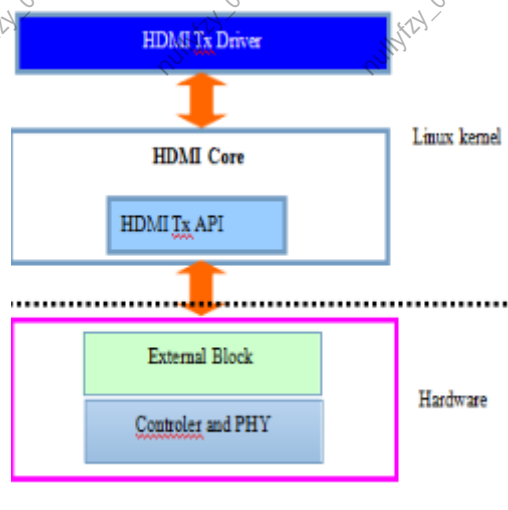 HDMI Tx Driver
Linux kernel
HDMI Core
HDMI Tx API
External Block
Hardware
Controler and PHY